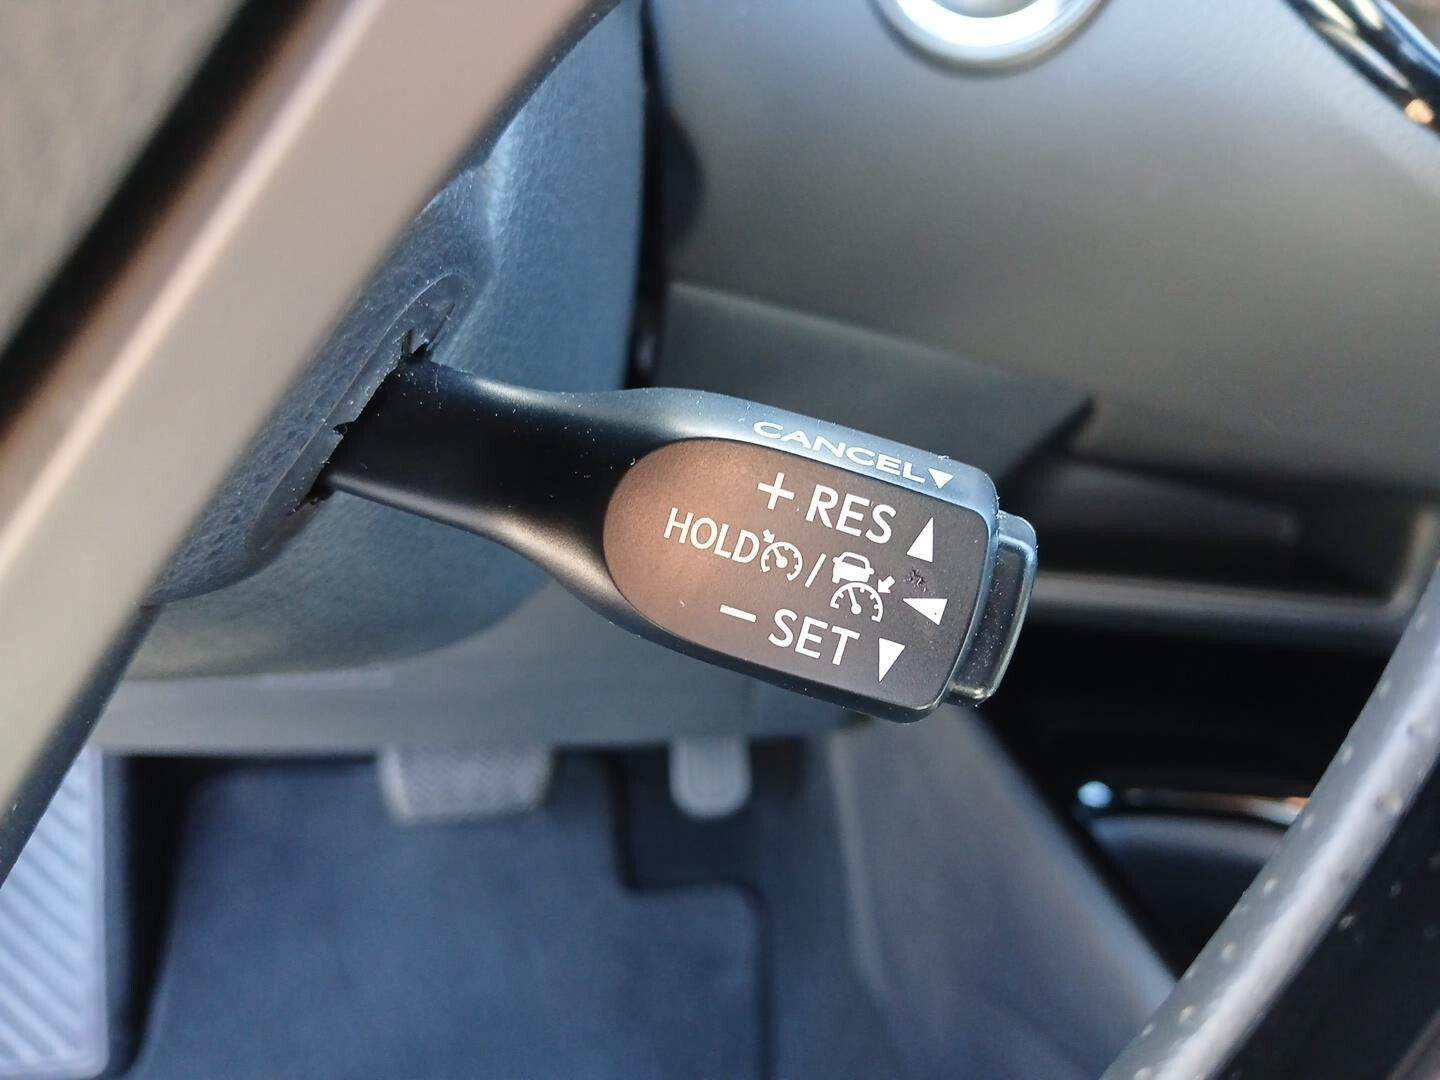 CANCEL▼
+ RES ▲
HOLD /
− SET ▼